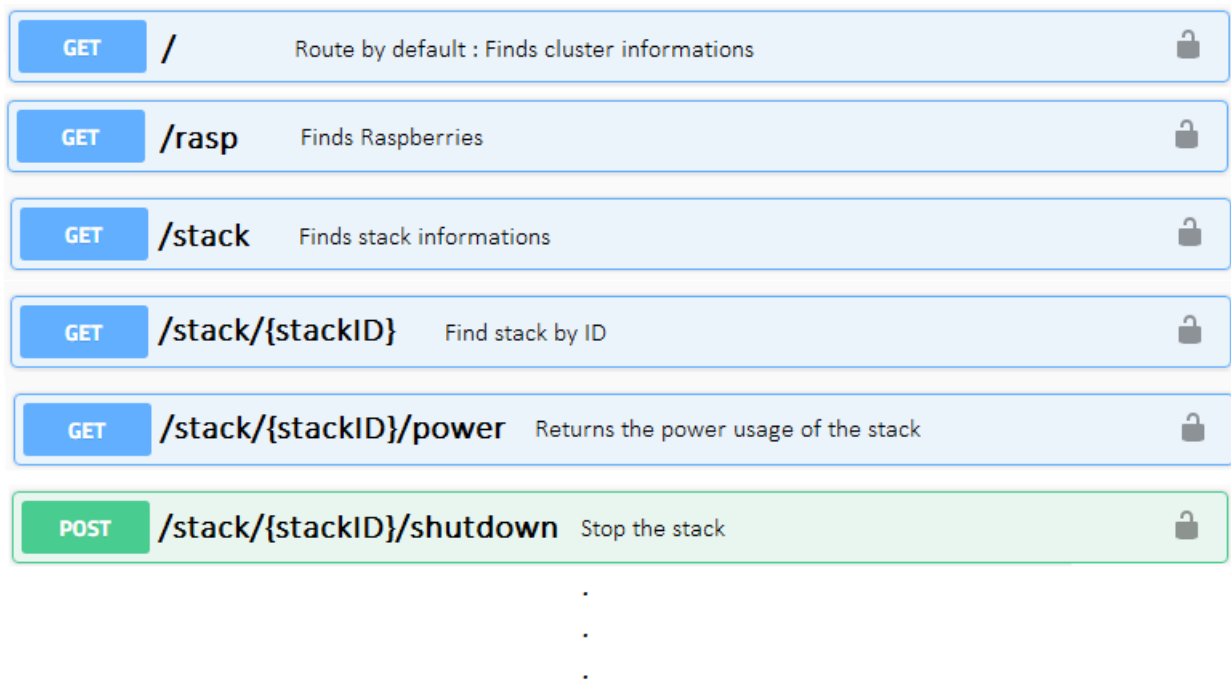 GET / Route by default : Finds cluster informations
GET /rasp Finds Raspberries
GET /stack Finds stack informations
GET /stack/{stackID} Find stack by ID
GET /stack/{stackID}/power Returns the power usage of the stack
POST /stack/{stackID}/shutdown Stop the stack
.
.
.